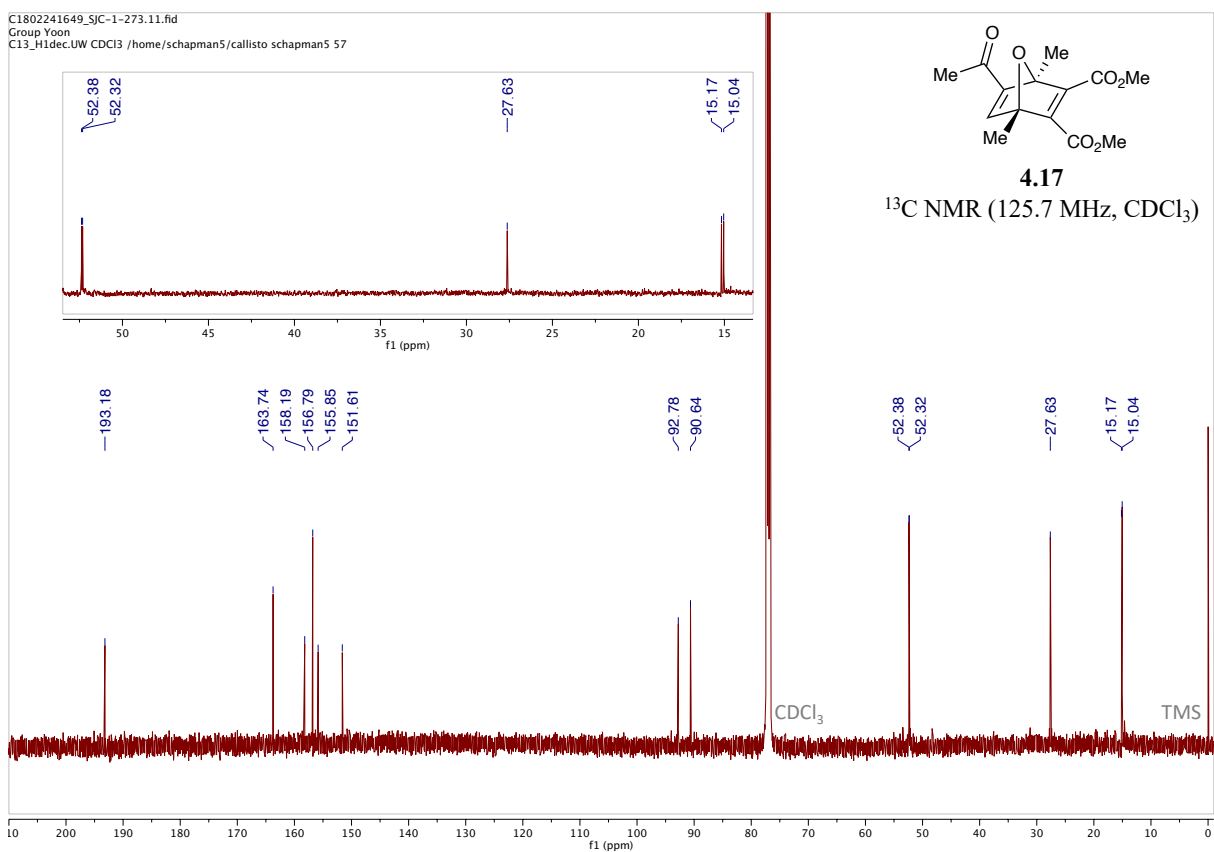 C1802241649_SJC-1-273.11.fid
Group Yoon
C13_H1dec.UW CDCl3 /home/schapman5/callisto schapman5 57
52.38
52.32
27.63
15.17
15.04
50 45 40 35 30 25 20 15
f1 (ppm)
O
O
Me
Me
CO2Me
Me
CO2Me
4.17
13C NMR (125.7 MHz, CDCl3)
193.18
163.74
158.19
156.79
155.85
151.61
92.78
90.64
52.38
52.32
27.63
15.17
15.04
CDCl3
TMS
10 200 190 180 170 160 150 140 130 120 110 100 90 80 70 60 50 40 30 20 10 0
f1 (ppm)